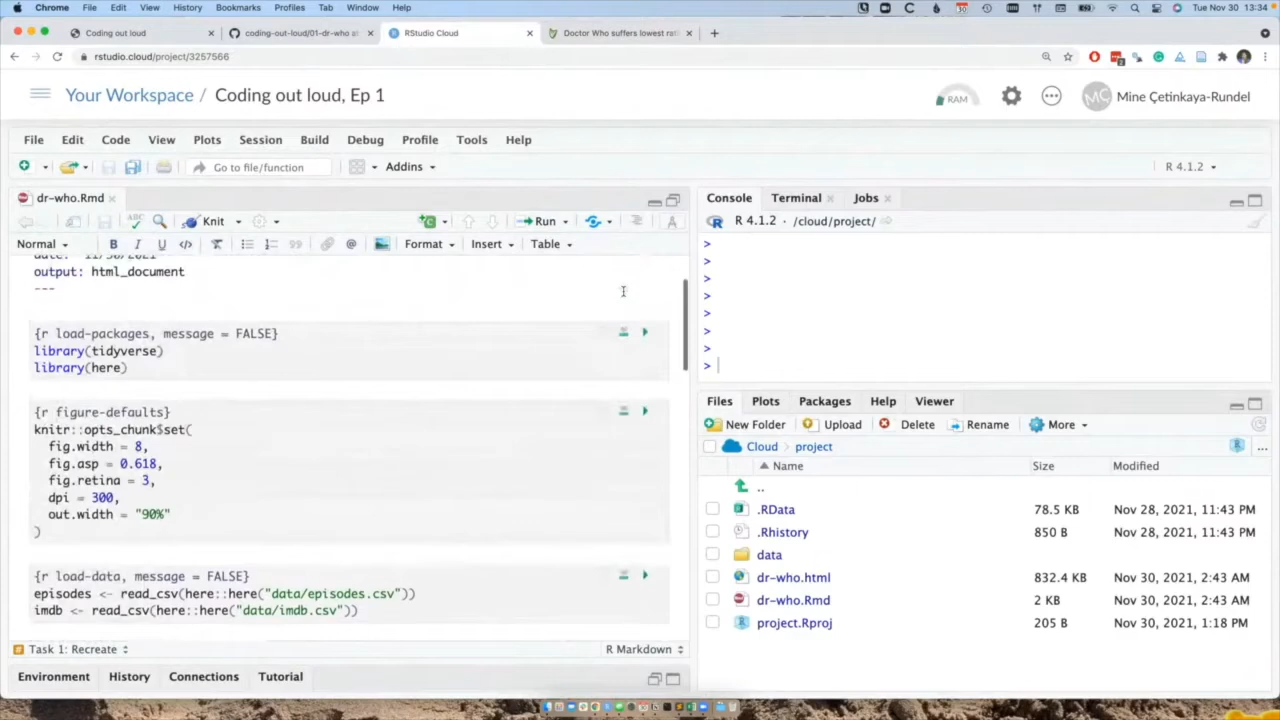 Chrome File Edit View History Bookmarks Profiles Tab Window Help Tue Nov 30 13:34
Coding out loud
coding-out-loud/01-dr-who a
RStudio Cloud
Doctor Who suffers lowest rati
rstudio.cloud/project/3257566
Your Workspace / Coding out loud, Ep 1
RAM
MC
Mine Çetinkaya-Rundel
File Edit Code View Plots Session Build Debug Profile Tools Help
Go to file/function
Addins
R 4.1.2
dr-who.Rmd
Knit
Run
Normal
B I U </>
Format
Insert
Table
output: html_document
---
{r load-packages, message = FALSE}
library(tidyverse)
library(here)
{r figure-defaults}
knitr::opts_chunk$set(
fig.width = 8,
fig.asp = 0.618,
fig.retina = 3,
dpi = 300,
out.width = "90%"
)
{r load-data, message = FALSE}
episodes <- read_csv(here::here("data/episodes.csv"))
imdb <- read_csv(here::here("data/imdb.csv"))
Task 1: Recreate
R Markdown
Environment History Connections Tutorial
Console Terminal Jobs
R 4.1.2 · /cloud/project/
>
>
>
>
>
>
>
>
Files Plots Packages Help Viewer
New Folder Upload Delete Rename More
Cloud project
...
Name Size Modified
..
.RData 78.5 KB Nov 28, 2021, 11:43 PM
.Rhistory 850 B Nov 28, 2021, 11:43 PM
data
dr-who.html 832.4 KB Nov 30, 2021, 2:43 AM
dr-who.Rmd 2 KB Nov 30, 2021, 2:43 AM
project.Rproj 205 B Nov 30, 2021, 1:18 PM